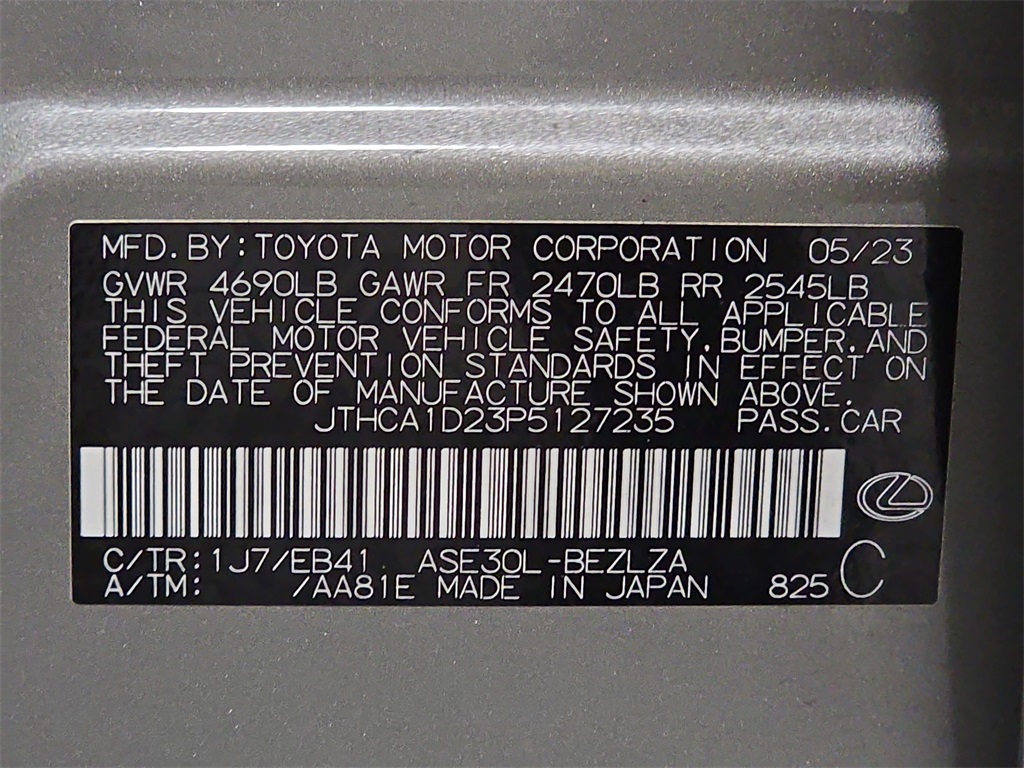 MFD. BY: TOYOTA MOTOR CORPORATION 05/23
GVWR 4690LB GAWR FR 2470LB RR 2545LB
THIS VEHICLE CONFORMS TO ALL APPLICABLE
FEDERAL MOTOR VEHICLE SAFETY, BUMPER, AND
THEFT PREVENTION STANDARDS IN EFFECT ON
THE DATE OF MANUFACTURE SHOWN ABOVE.
JTHCA1D23P5127235 PASS. CAR
C/TR: 1J7/EB41 ASE30L-BEZLZA
A/TM: /AA81E MADE IN JAPAN 825 C